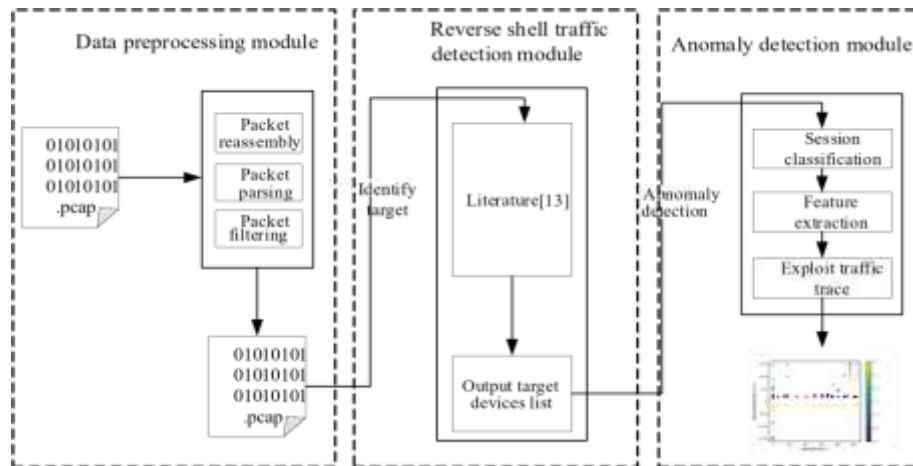 Data preprocessing module
01010101
01010101
01010101
.pcap
Packet
reassembly
Packet
parsing
Packet
filtering
01010101
01010101
01010101
.pcap
Identify
target
Reverse shell traffic
detection module
Literature[13]
Output target
devices list
Abnomaly
detection
Anomaly detection module
Session
classification
Feature
extraction
Exploit traffic
trace